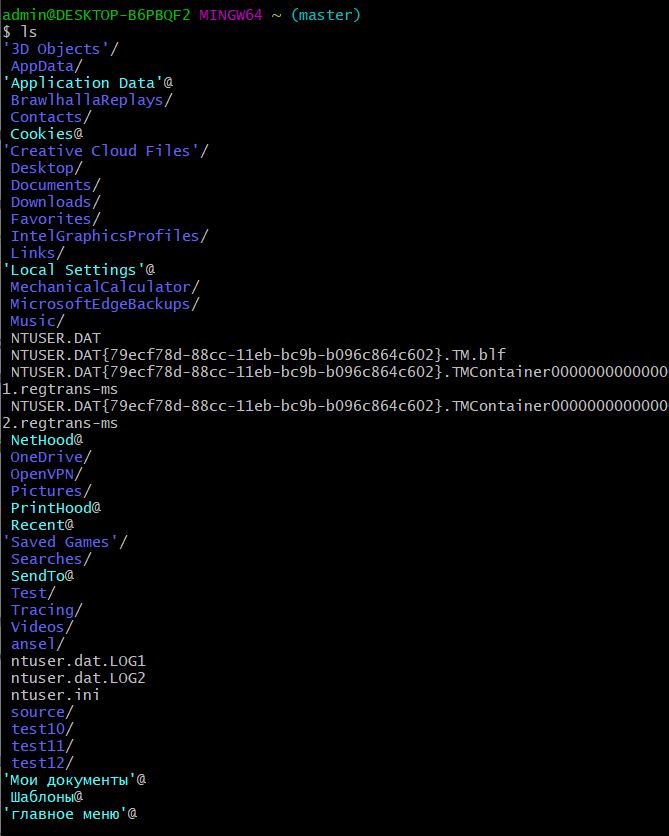 admin@DESKTOP-B6PBQF2 MINGW64 ~ (master)
$ ls
'3D Objects'/
AppData/
'Application Data'@
BrawlhallaReplays/
Contacts/
Cookies@
'Creative Cloud Files'/
Desktop/
Documents/
Downloads/
Favorites/
IntelGraphicsProfiles/
Links/
'Local Settings'@
MechanicalCalculator/
MicrosoftEdgeBackups/
Music/
NTUSER.DAT
NTUSER.DAT{79ecf78d-88cc-11eb-bc9b-b096c864c602}.TM.blf
NTUSER.DAT{79ecf78d-88cc-11eb-bc9b-b096c864c602}.TMContainer0000000000000
1.regtrans-ms
NTUSER.DAT{79ecf78d-88cc-11eb-bc9b-b096c864c602}.TMContainer0000000000000
2.regtrans-ms
NetHood@
OneDrive/
OpenVPN/
Pictures/
PrintHood@
Recent@
'Saved Games'/
Searches/
SendTo@
Test/
Tracing/
Videos/
ansel/
ntuser.dat.LOG1
ntuser.dat.LOG2
ntuser.ini
source/
test10/
test11/
test12/
'Мои документы'@
Шаблоны@
'главное меню'@